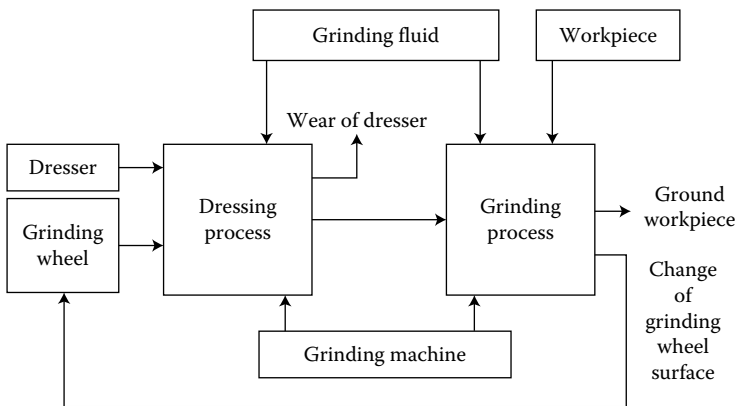 Grinding fluid
Workpiece
Wear of dresser
Dresser
Dressing
process
Grinding
process
Grinding
wheel
Ground
workpiece
Change
of
grinding
wheel
surface
Grinding machine